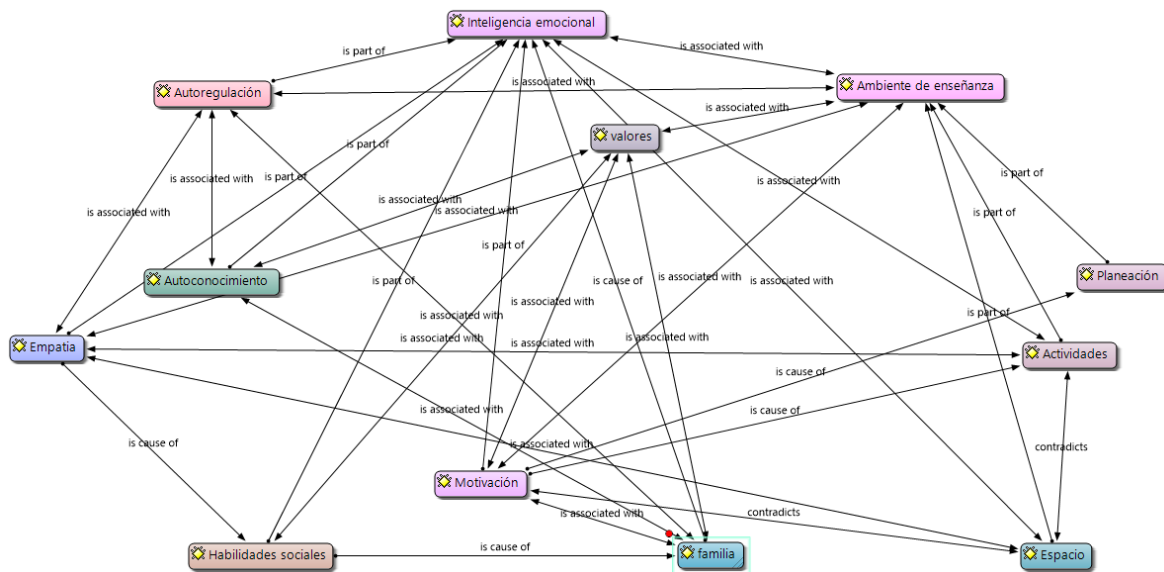 Inteligencia emocional
is part of
is associated with
Autoregulación
is associated with
Ambiente de enseñanza
is associated with
valores
is part of
is part of
is associated with
is associated with
is part of
is associated with
is associated with
is part of
Autoconocimiento
is part of
is part of
is cause of
is associated with
is associated with
Planeación
is associated with
is associated with
is part of
Empatia
is associated with
is associated with
is associated with
Actividades
is cause of
is associated with
is cause of
is cause of
is associated with
contradicts
Motivación
is associated with
contradicts
Habilidades sociales
is cause of
familia
Espacio